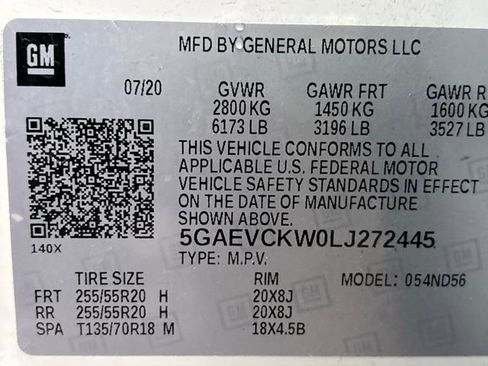 GM
MFD BY GENERAL MOTORS LLC
07/20 GVWR GAWR FRT GAWR R
2800 KG 1450 KG 1600 KG
6173 LB 3196 LB 3527 LB
THIS VEHICLE CONFORMS TO ALL
APPLICABLE U.S. FEDERAL MOTOR
VEHICLE SAFETY STANDARDS IN EFFECT
ON THE DATE OF MANUFACTURE
SHOWN ABOVE.
140X
5GAEVCKW0LJ272445
TYPE: M.P.V.
TIRE SIZE RIM MODEL: 054ND56
FRT 255/55R20 H 20X8J
RR 255/55R20 H 20X8J
SPA T135/70R18 M 18X4.5B